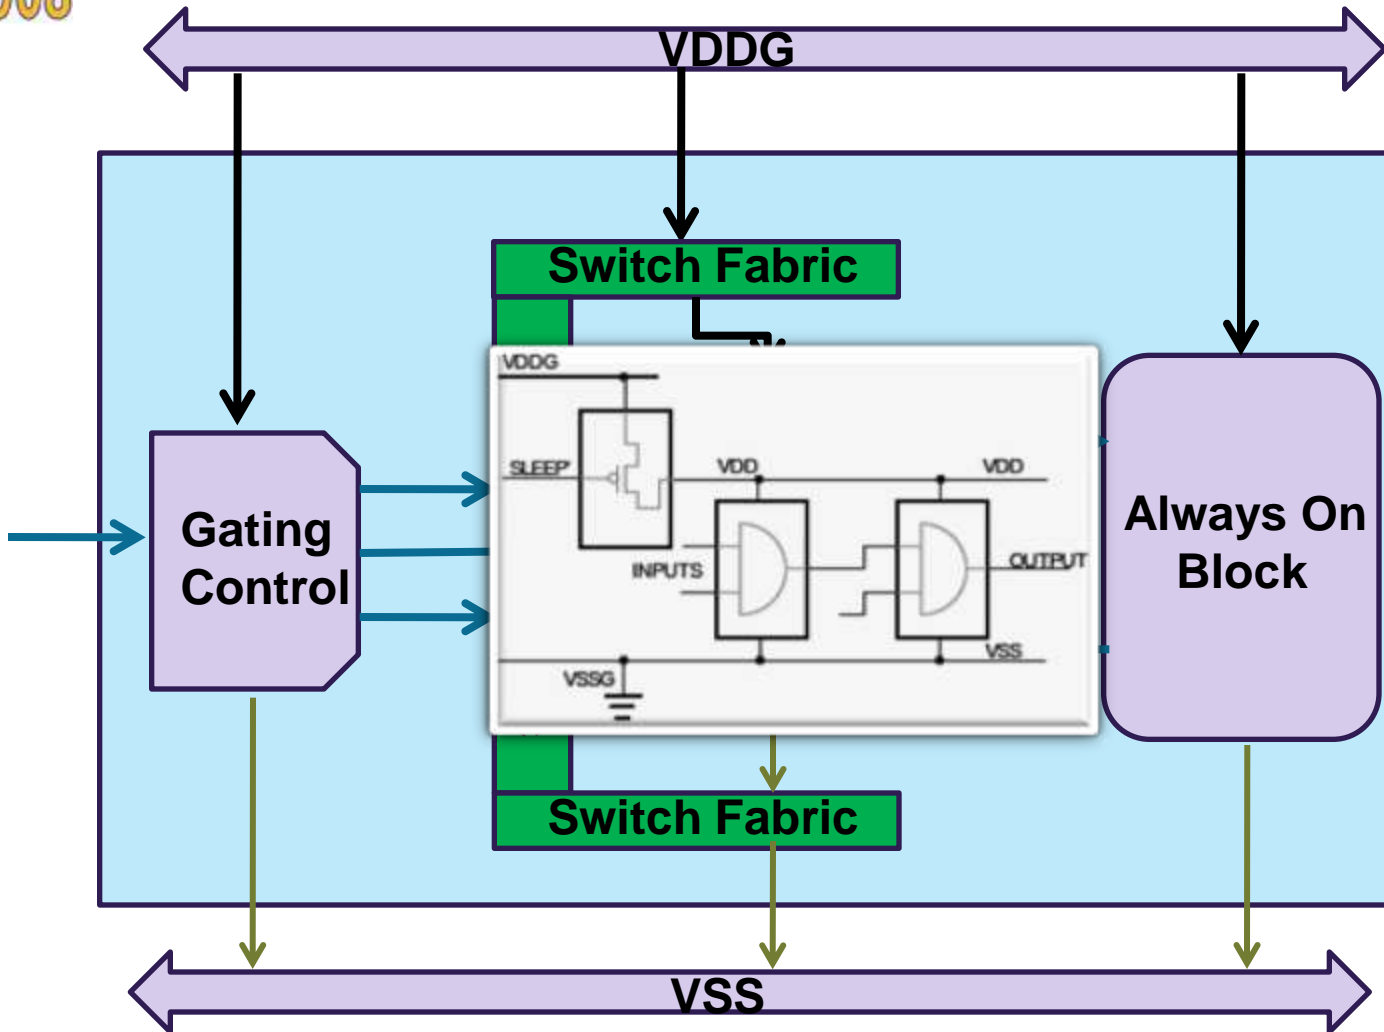 VDDG
Switch Fabric
VDDG
SLEEP'
VDD
VDD
INPUTS
OUTPUT
VSS
VSSG
Gating
Control
Always On
Block
Switch Fabric
VSS